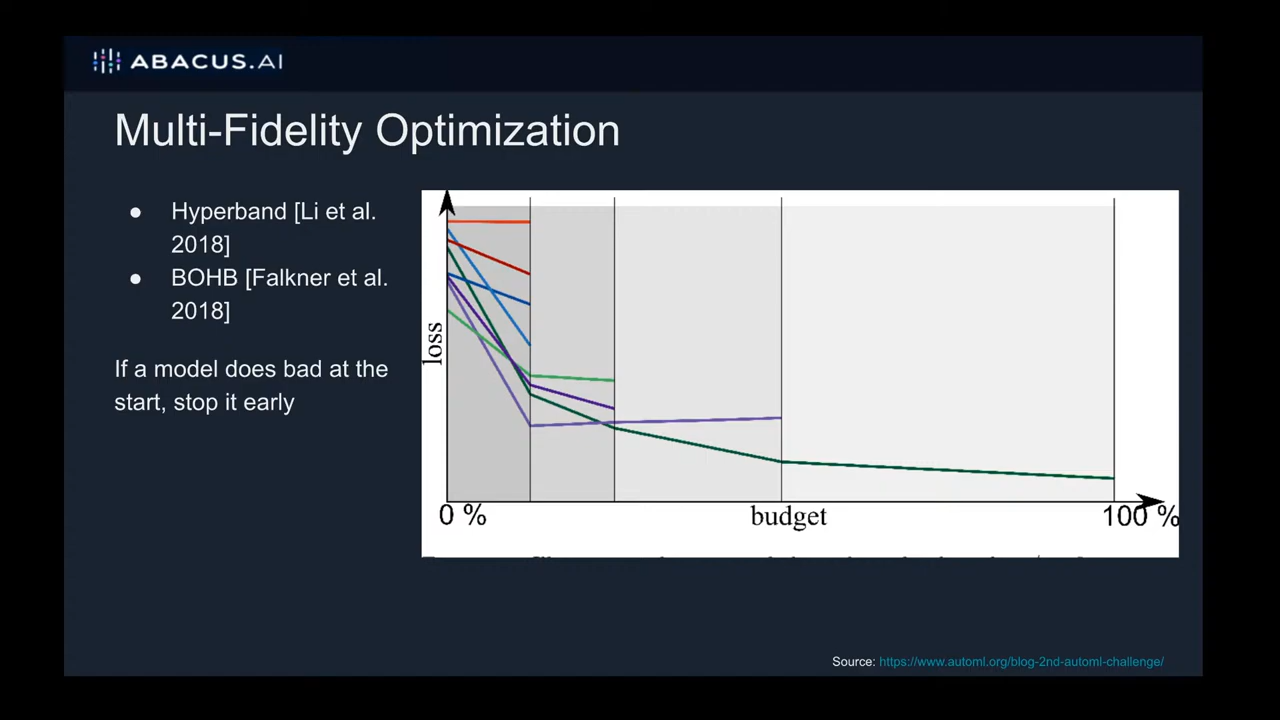 ABACUS.AI
Multi-Fidelity Optimization
● Hyperband [Li et al.
2018]
● BOHB [Falkner et al.
2018]
If a model does bad at the
start, stop it early
loss
0 %
budget
100 %
Source: https://www.automl.org/blog-2nd-automl-challenge/